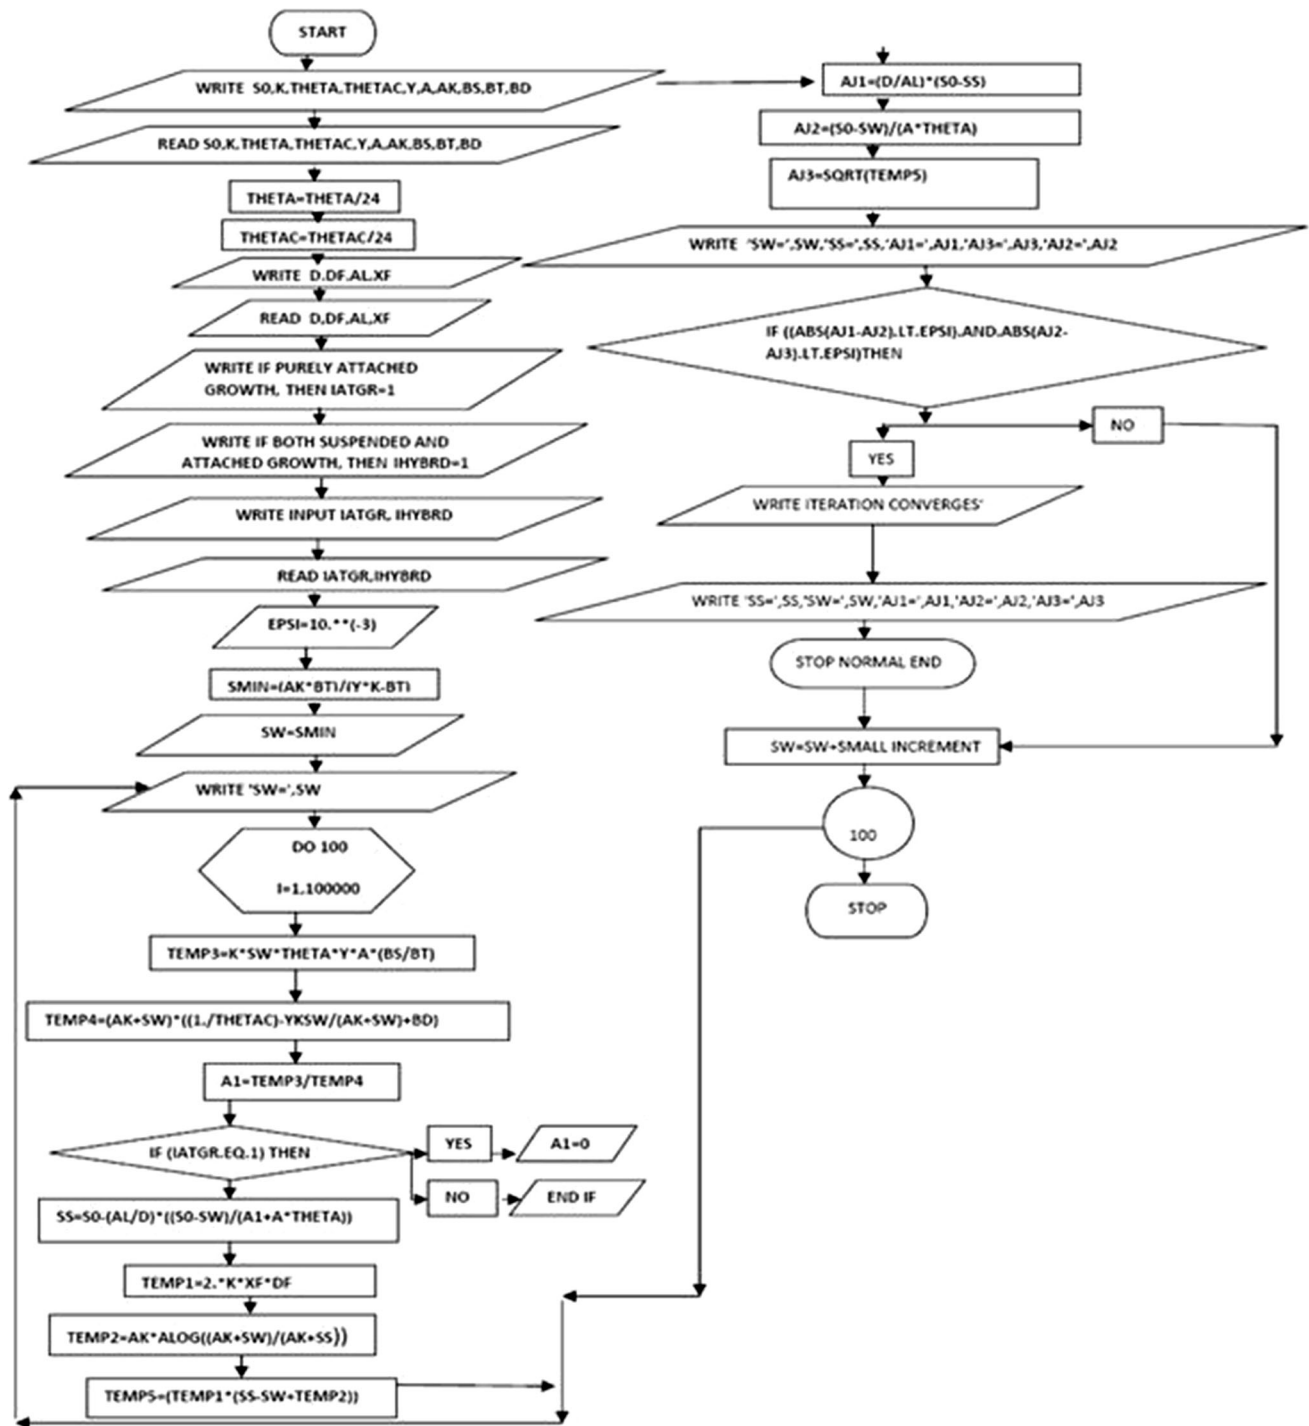 START
WRITE S0,K,THETA,THETAC,Y,A,AK,BS,BT,BD
READ S0,K,THETA,THETAC,Y,A,AK,BS,BT,BD
THETA=THETA/24
THETAC=THETAC/24
WRITE D,DF,AL,XF
READ D,DF,AL,XF
WRITE IF PURELY ATTACHED
GROWTH, THEN IATGR=1
WRITE IF BOTH SUSPENDED AND
ATTACHED GROWTH, THEN IHYBRD=1
WRITE INPUT IATGR, IHYBRD
READ IATGR,IHYBRD
EPSI=10.**(-3)
SMIN=(AK*BT)/(Y*K-BT)
SW=SMIN
WRITE 'SW=',SW
DO 100
I=1,100000
TEMP3=K*SW*THETA*Y*A*(BS/BT)
TEMP4=(AK+SW)*((1./THETAC)-YKSW/(AK+SW)+BD)
A1=TEMP3/TEMP4
IF (IATGR.EQ.1) THEN
YES
A1=0
NO
END IF
SS=S0-(AL/D)*((S0-SW)/(A1+A*THETA))
TEMP1=2.*K*XF*DF
TEMP2=AK*ALOG((AK+SW)/(AK+SS))
TEMP5=(TEMP1*(SS-SW+TEMP2))
AJ1=(D/AL)*(S0-SS)
AJ2=(S0-SW)/(A*THETA)
AJ3=SQRT(TEMP5)
WRITE 'SW=',SW,'SS=',SS,'AJ1=',AJ1,'AJ3=',AJ3,'AJ2=',AJ2
IF ((ABS(AJ1-AJ2).LT.EPSI).AND.ABS(AJ2-
AJ3).LT.EPSI)THEN
NO
YES
WRITE ITERATION CONVERGES'
WRITE 'SS=',SS,'SW=',SW,'AJ1=',AJ1,'AJ2=',AJ2,'AJ3=',AJ3
STOP NORMAL END
SW=SW+SMALL INCREMENT
100
STOP